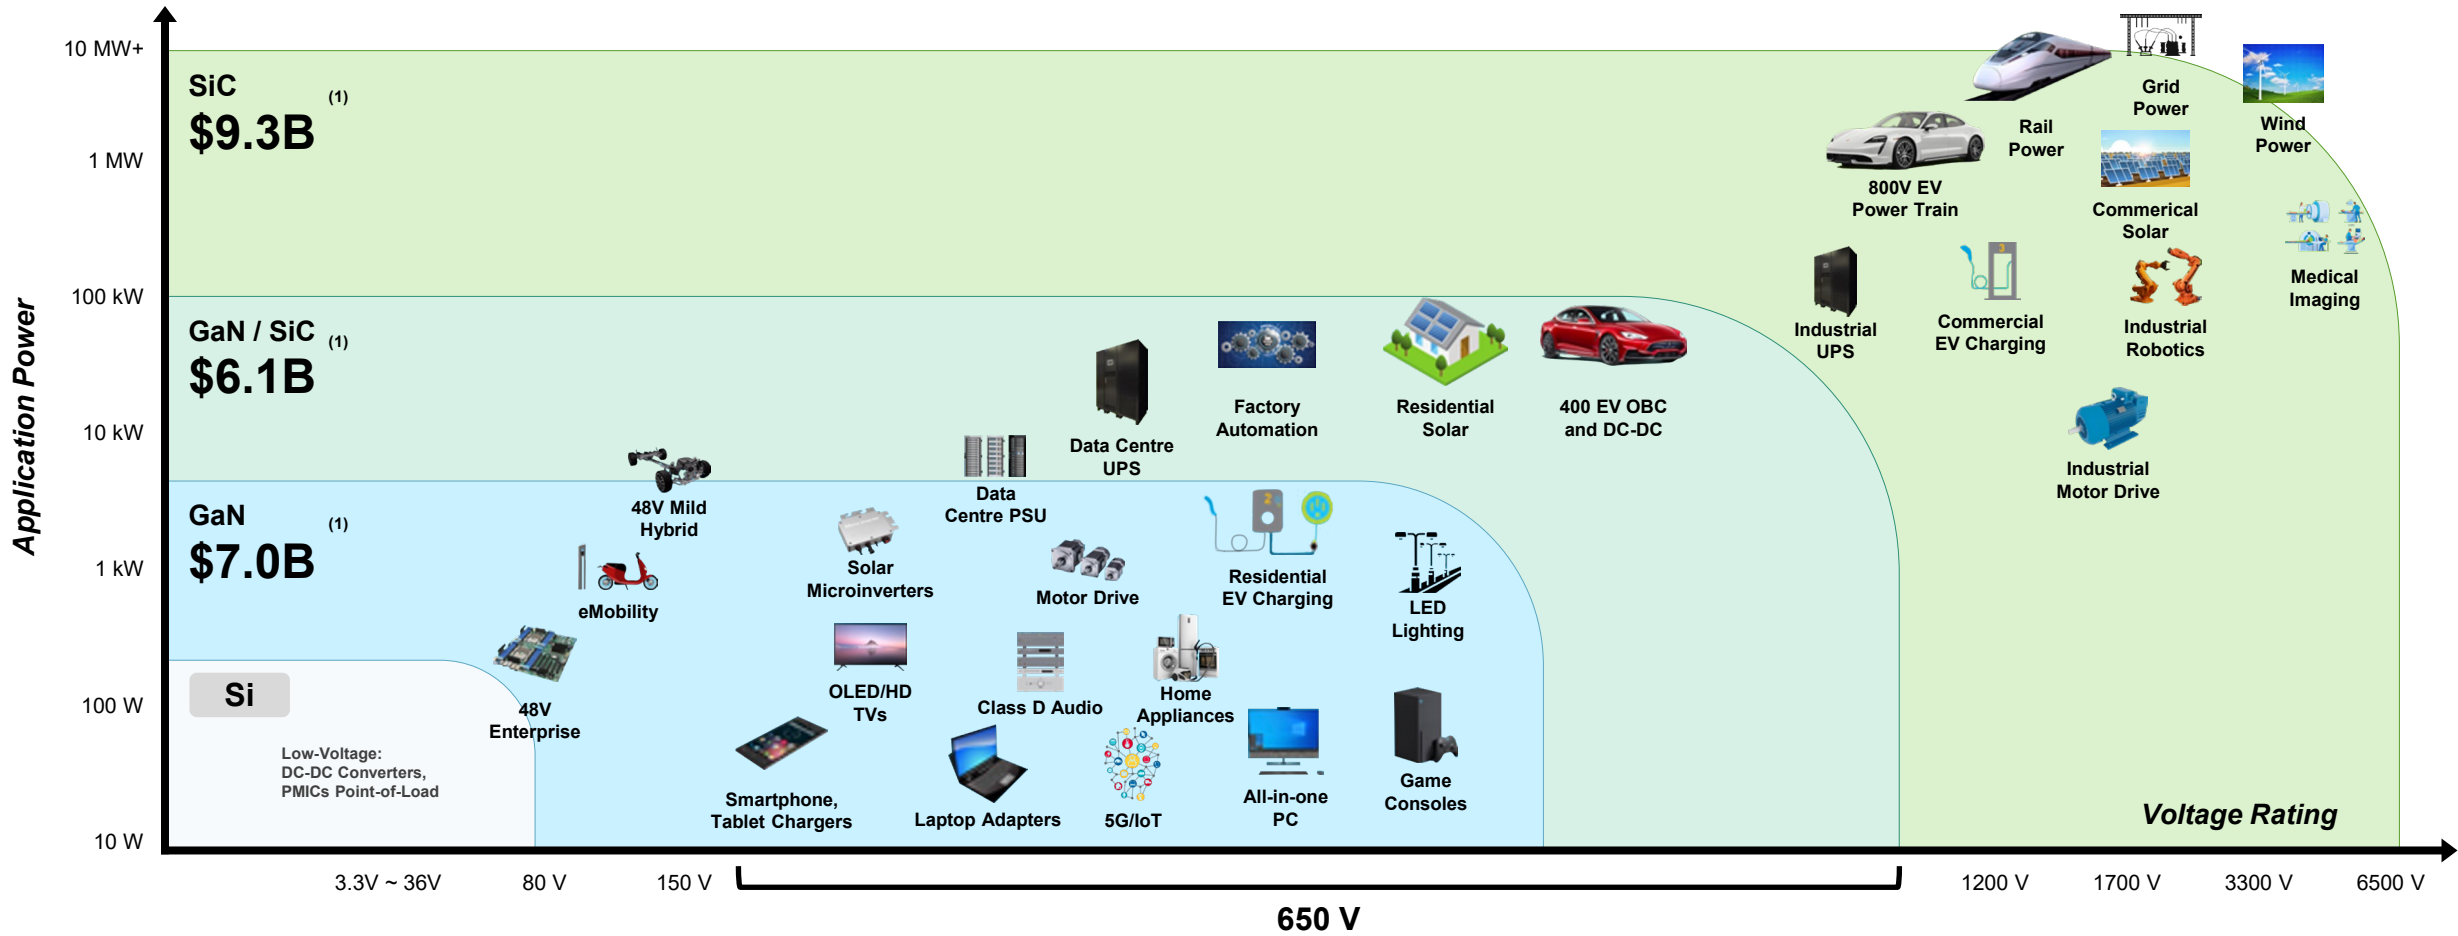 10 MW+
1 MW
100 kW
10 kW
1 kW
100 W
10 W
Application Power
SiC
(1)
$9.3B
GaN / SiC
(1)
$6.1B
GaN
(1)
$7.0B
Si
Low-Voltage:
DC-DC Converters,
PMICs Point-of-Load
Grid
Power
Rail
Power
Wind
Power
800V EV
Power Train
Commerical
Solar
Medical
Imaging
Industrial
UPS
Commercial
EV Charging
Industrial
Robotics
Industrial
Motor Drive
Factory
Automation
Residential
Solar
400 EV OBC
and DC-DC
Data Centre
UPS
Data
Centre PSU
48V Mild
Hybrid
eMobility
48V
Enterprise
Solar
Microinverters
Motor Drive
Residential
EV Charging
LED
Lighting
OLED/HD
TVs
Class D Audio
Home
Appliances
Smartphone,
Tablet Chargers
Laptop Adapters
5G/IoT
All-in-one
PC
Game
Consoles
Voltage Rating
3.3V ~ 36V
80 V
150 V
650 V
1200 V
1700 V
3300 V
6500 V